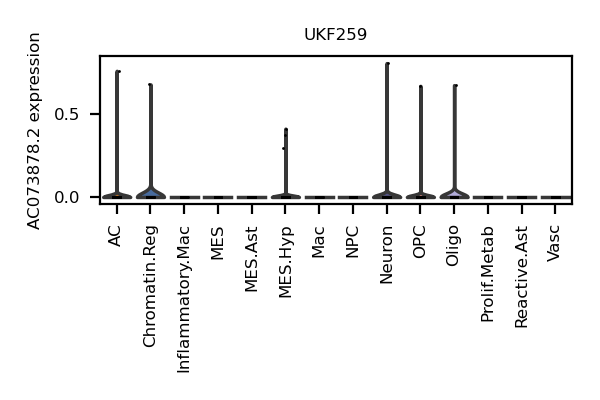 UKF259
AC073878.2 expression
0.5
0.0
AC
Chromatin.Reg
Inflammatory.Mac
MES
MES.Ast
MES.Hyp
Mac
NPC
Neuron
OPC
Oligo
Prolif.Metab
Reactive.Ast
Vasc